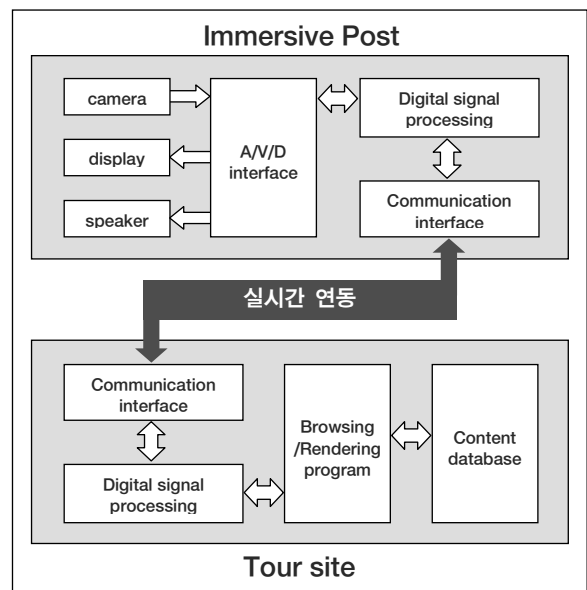 Immersive Post
camera
display
speaker
A/V/D
interface
Digital signal
processing
Communication
interface
실시간 연동
Communication
interface
Digital signal
processing
Browsing
/Rendering
program
Content
database
Tour site